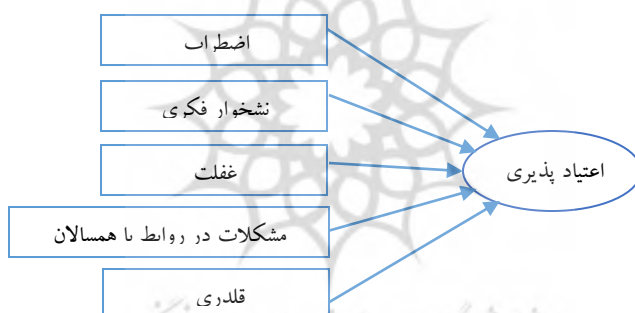 اضطراب
نشخوار فکری
غفلت
اعتیاد پذیری
مشکلات در روابط با همسالان
قلدری